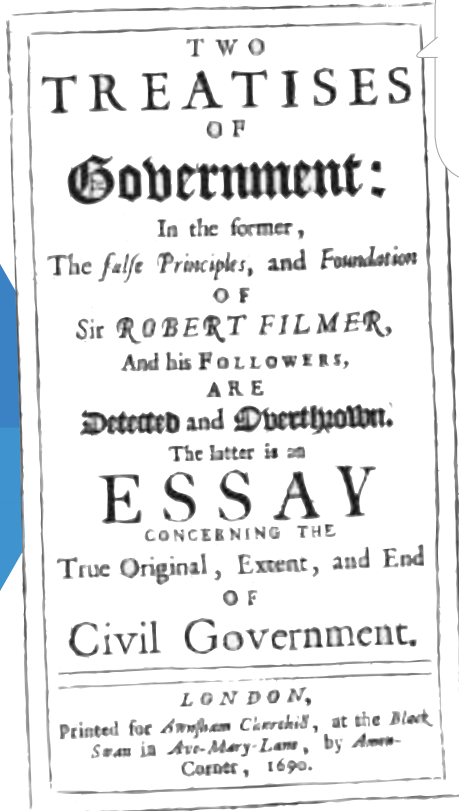 TWO
TREATISES
OF
Government:
In the former,
The falſe Principles, and Foundation
OF
Sir ROBERT FILMER,
And his FOLLOWERS,
ARE
Detected and Overthrown.
The latter is an
ESSAY
CONCERNING THE
True Original, Extent, and End
OF
Civil Government.
LONDON,
Printed for Awnſham Churchill, at the Black
Swan in Ave-Mary-Lane, by Amen-
Corner, 1690.